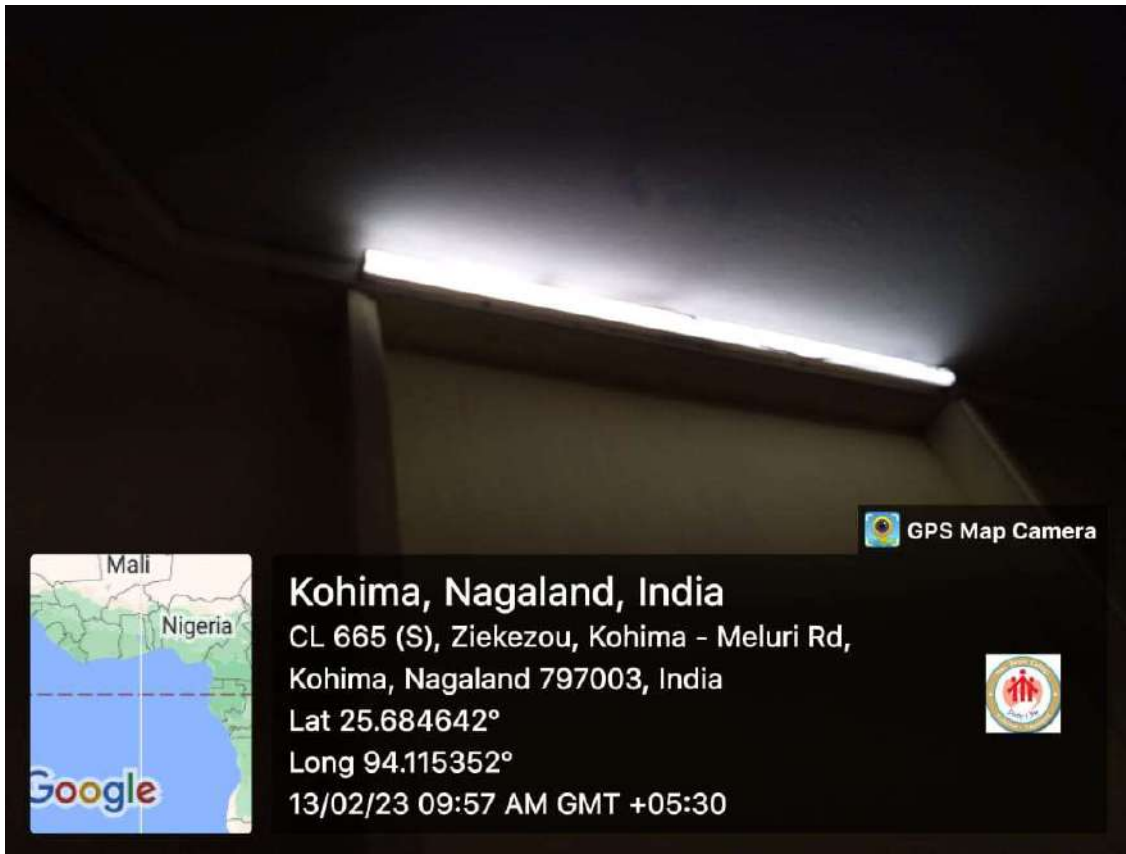 GPS Map Camera
Mali
Nigeria
Google
Kohima, Nagaland, India
CL 665 (S), Ziekezou, Kohima - Meluri Rd,
Kohima, Nagaland 797003, India
Lat 25.684642°
Long 94.115352°
13/02/23 09:57 AM GMT +05:30